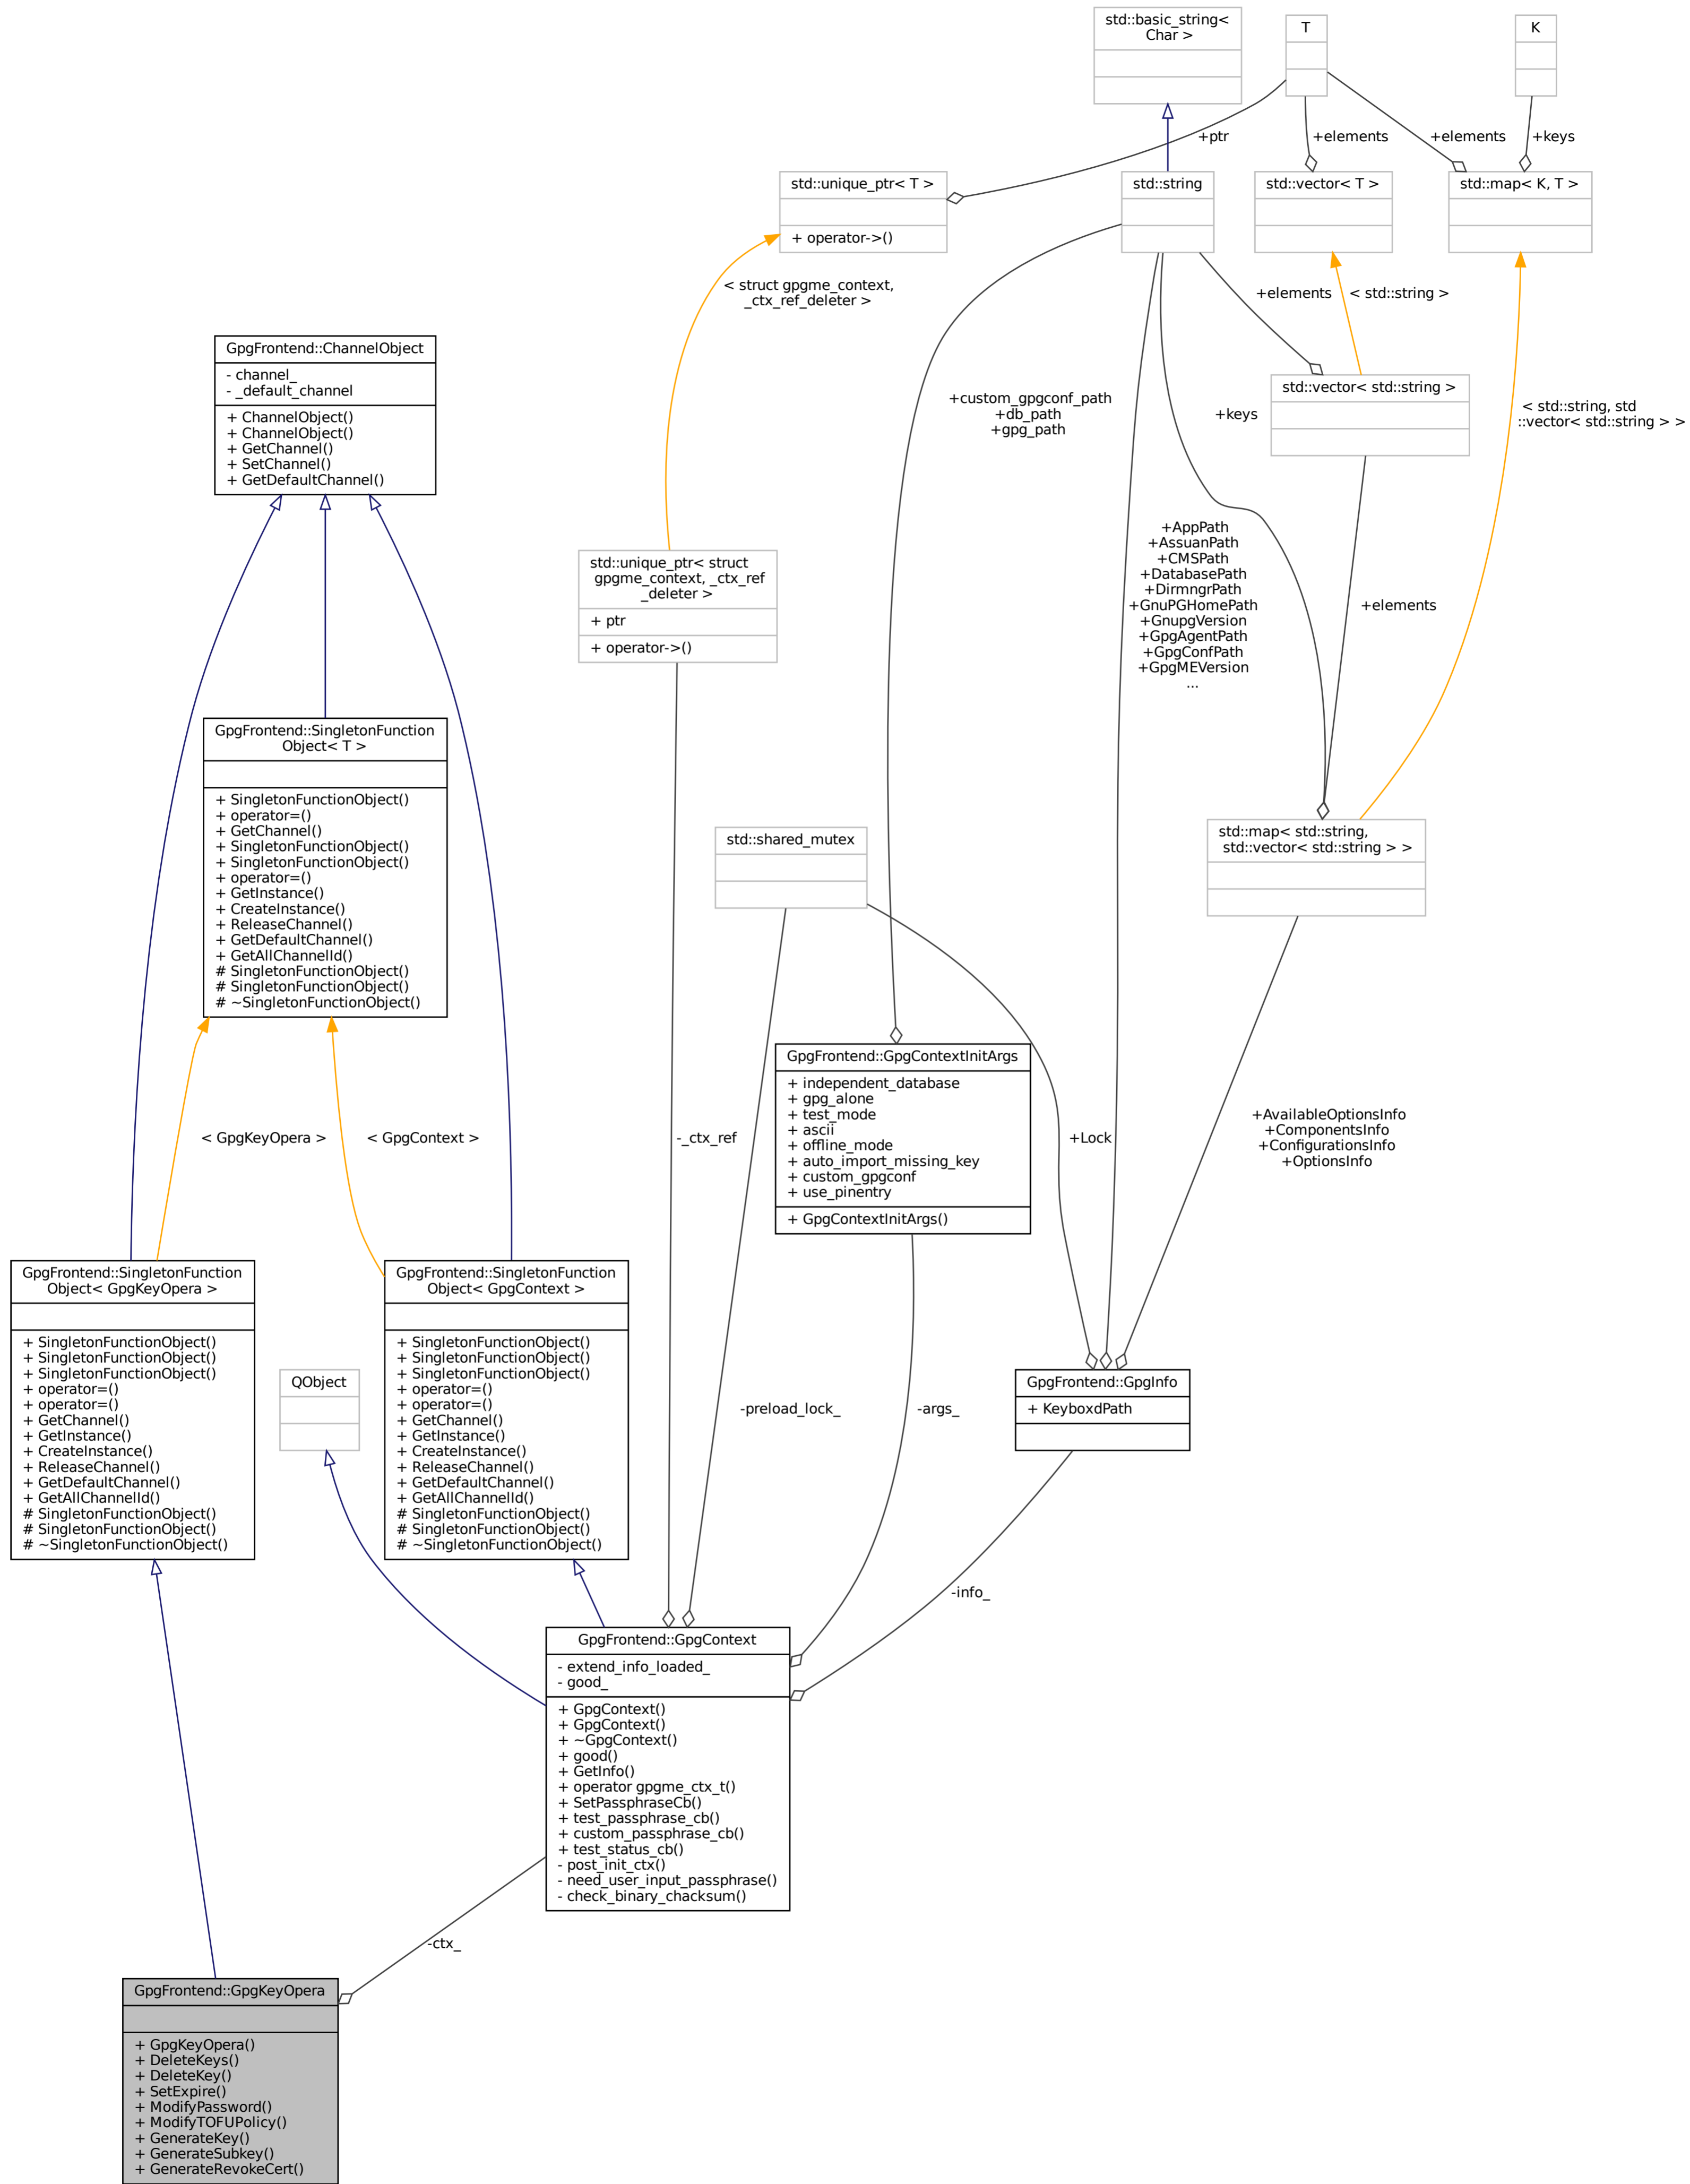 std::basic_string<
Char >
T
K
+ptr
+elements
+elements
+keys
std::unique_ptr< T >
+ operator->()
std::string
std::vector< T >
std::map< K, T >
< struct gpgme_context,
_ctx_ref_deleter >
+elements
< std::string >
GpgFrontend::ChannelObject
- channel_
- _default_channel
+ ChannelObject()
+ ChannelObject()
+ GetChannel()
+ SetChannel()
+ GetDefaultChannel()
+custom_gpgconf_path
+db_path
+gpg_path
+keys
std::vector< std::string >
< std::string, std
::vector< std::string > >
std::unique_ptr< struct
gpgme_context, _ctx_ref
_deleter >
+ ptr
+ operator->()
+AppPath
+AssuanPath
+CMSPath
+DatabasePath
+DirmngrPath
+GnuPGHomePath
+GnupgVersion
+GpgAgentPath
+GpgConfPath
+GpgMEVersion
...
+elements
GpgFrontend::SingletonFunction
Object< T >
+ SingletonFunctionObject()
+ operator=()
+ GetChannel()
+ SingletonFunctionObject()
+ SingletonFunctionObject()
+ operator=()
+ GetInstance()
+ CreateInstance()
+ ReleaseChannel()
+ GetDefaultChannel()
+ GetAllChannelId()
# SingletonFunctionObject()
# SingletonFunctionObject()
# ~SingletonFunctionObject()
std::shared_mutex
std::map< std::string,
std::vector< std::string > >
GpgFrontend::GpgContextInitArgs
+ independent_database
+ gpg_alone
+ test_mode
+ ascii
+ offline_mode
+ auto_import_missing_key
+ custom_gpgconf
+ use_pinentry
+ GpgContextInitArgs()
< GpgKeyOpera >
< GpgContext >
-_ctx_ref
+Lock
+AvailableOptionsInfo
+ComponentsInfo
+ConfigurationsInfo
+OptionsInfo
GpgFrontend::SingletonFunction
Object< GpgKeyOpera >
+ SingletonFunctionObject()
+ SingletonFunctionObject()
+ SingletonFunctionObject()
+ operator=()
+ operator=()
+ GetChannel()
+ GetInstance()
+ CreateInstance()
+ ReleaseChannel()
+ GetDefaultChannel()
+ GetAllChannelId()
# SingletonFunctionObject()
# SingletonFunctionObject()
# ~SingletonFunctionObject()
QObject
GpgFrontend::SingletonFunction
Object< GpgContext >
+ SingletonFunctionObject()
+ SingletonFunctionObject()
+ SingletonFunctionObject()
+ operator=()
+ operator=()
+ GetChannel()
+ GetInstance()
+ CreateInstance()
+ ReleaseChannel()
+ GetDefaultChannel()
+ GetAllChannelId()
# SingletonFunctionObject()
# SingletonFunctionObject()
# ~SingletonFunctionObject()
-preload_lock_
-args_
GpgFrontend::GpgInfo
+ KeyboxdPath
-info_
GpgFrontend::GpgContext
- extend_info_loaded_
- good_
+ GpgContext()
+ GpgContext()
+ ~GpgContext()
+ good()
+ GetInfo()
+ operator gpgme_ctx_t()
+ SetPassphraseCb()
+ test_passphrase_cb()
+ custom_passphrase_cb()
+ test_status_cb()
- post_init_ctx()
- need_user_input_passphrase()
- check_binary_chacksum()
-ctx_
GpgFrontend::GpgKeyOpera
+ GpgKeyOpera()
+ DeleteKeys()
+ DeleteKey()
+ SetExpire()
+ ModifyPassword()
+ ModifyTOFUPolicy()
+ GenerateKey()
+ GenerateSubkey()
+ GenerateRevokeCert()